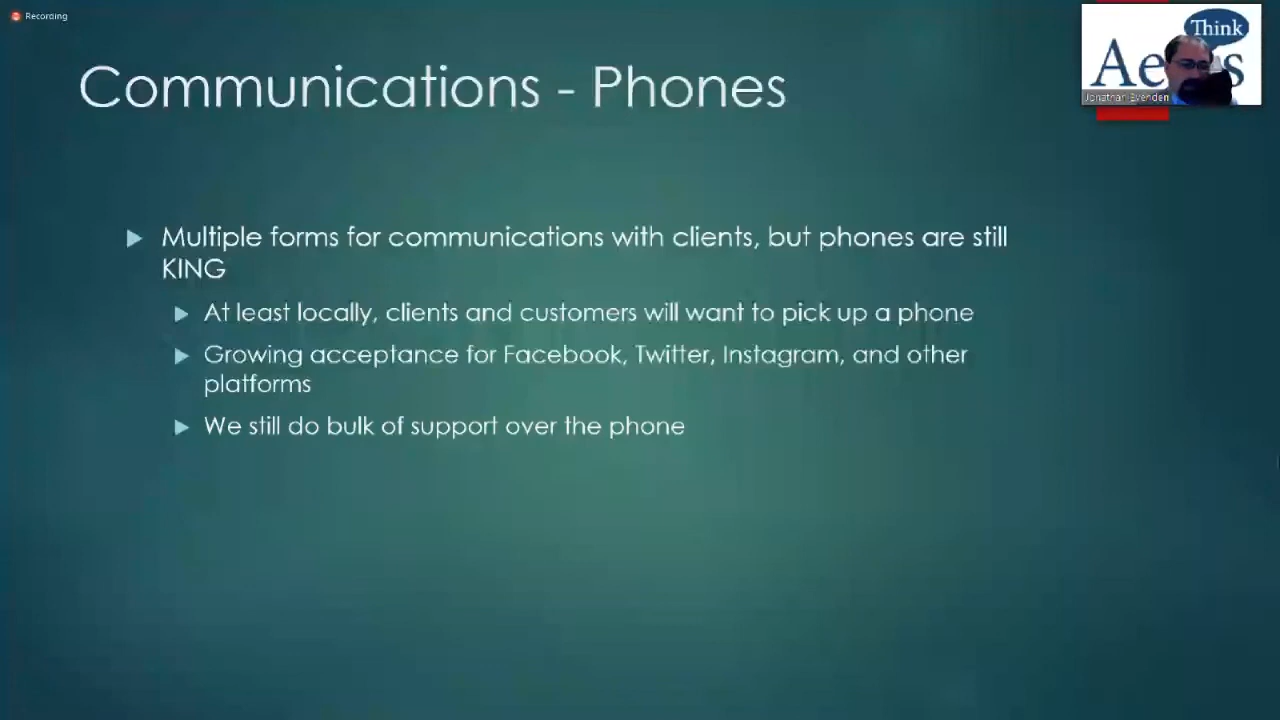 Recording
Think
Communications - Phones
Jonathan Evenden
Multiple forms for communications with clients, but phones are still
KING
At least locally, clients and customers will want to pick up a phone
Growing acceptance for Facebook, Twitter, Instagram, and other
platforms
We still do bulk of support over the phone